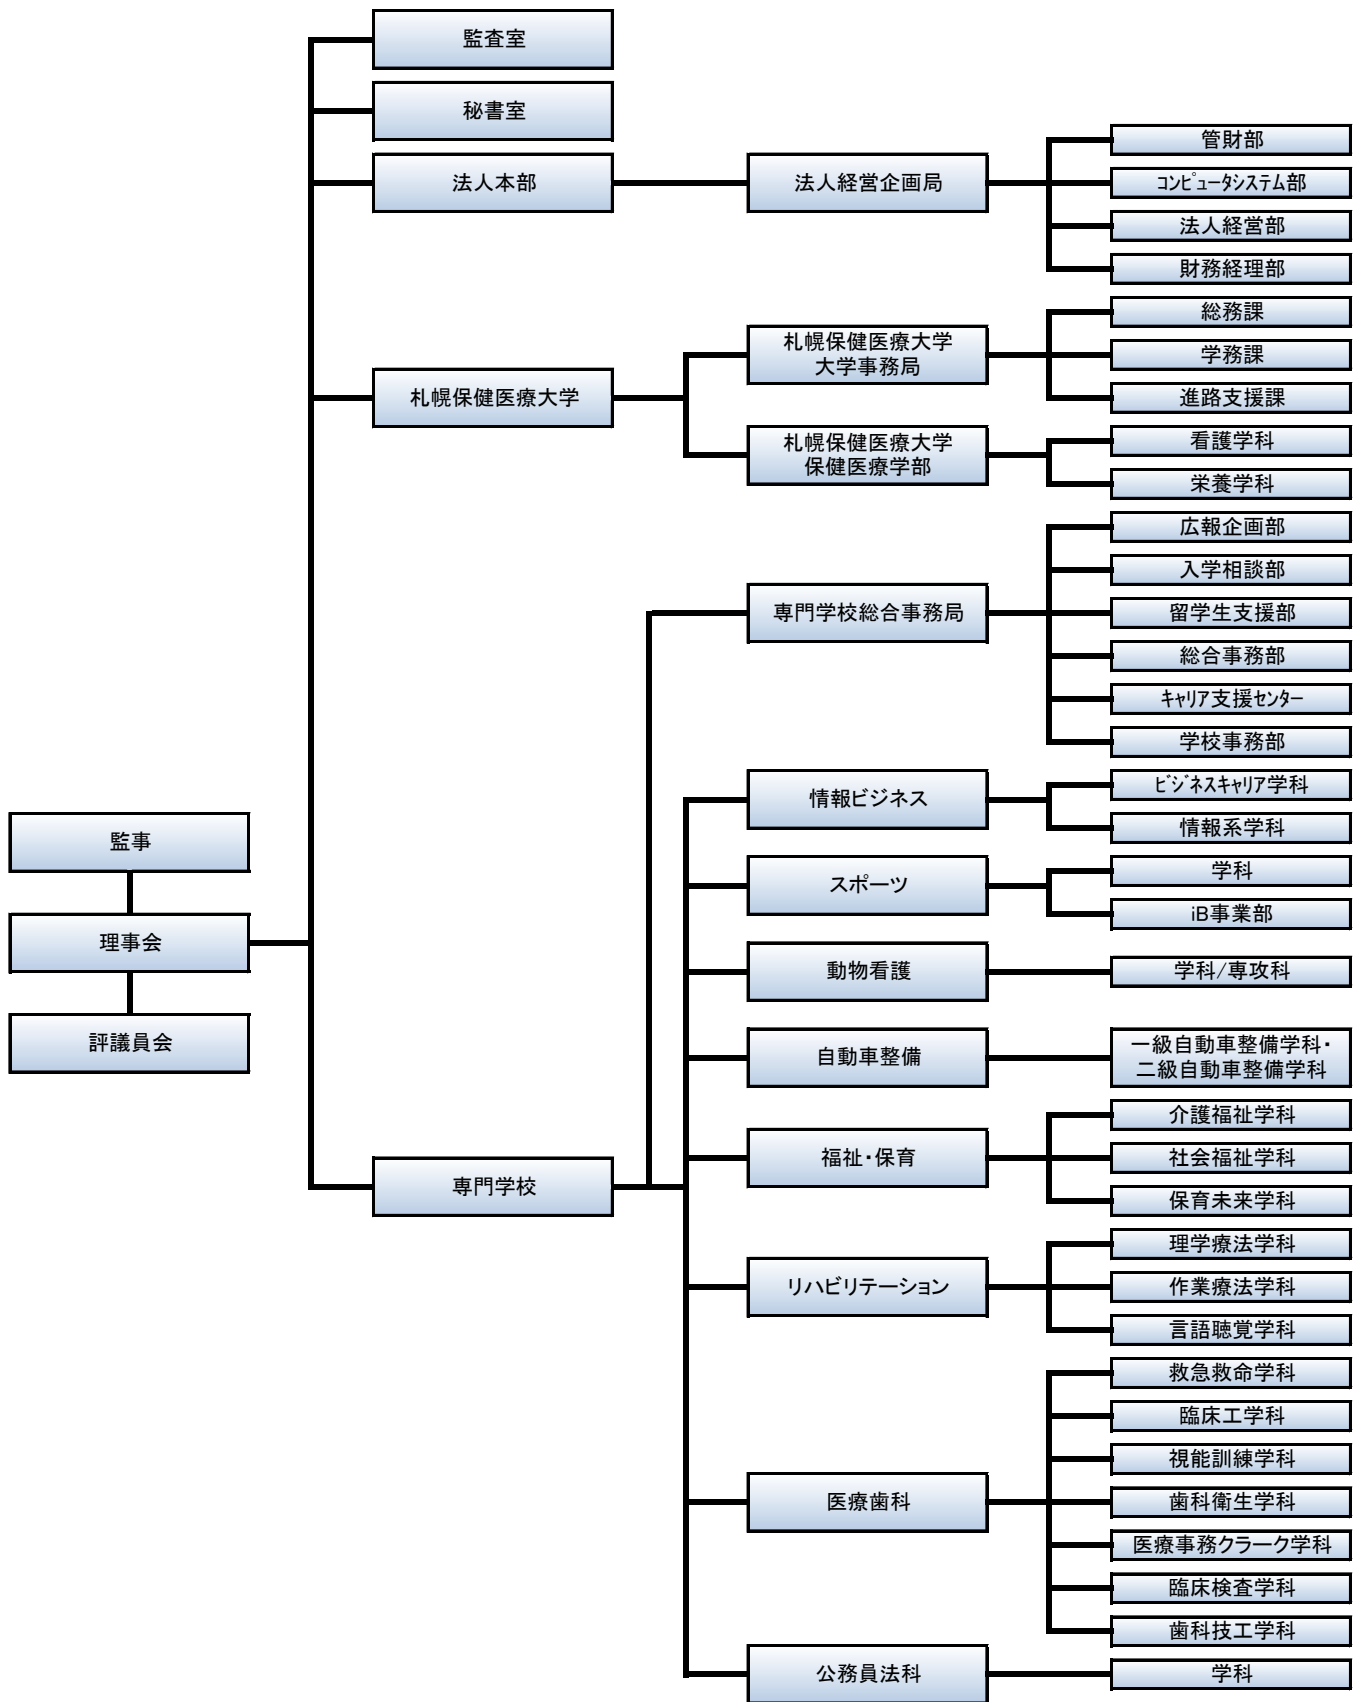 監査室
秘書室
法人本部
法人経営企画局
管財部
コンピュータシステム部
法人経営部
財務経理部
札幌保健医療大学
札幌保健医療大学
大学事務局
総務課
学務課
進路支援課
札幌保健医療大学
保健医療学部
看護学科
栄養学科
専門学校総合事務局
広報企画部
入学相談部
留学生支援部
総合事務部
キャリア支援センター
学校事務部
監事
理事会
評議員会
専門学校
情報ビジネス
ビジネスキャリア学科
情報系学科
スポーツ
学科
iB事業部
動物看護
学科/専攻科
自動車整備
一級自動車整備学科・
二級自動車整備学科
福祉・保育
介護福祉学科
社会福祉学科
保育未来学科
リハビリテーション
理学療法学科
作業療法学科
言語聴覚学科
医療歯科
救急救命学科
臨床工学科
視能訓練学科
歯科衛生学科
医療事務クラーク学科
臨床検査学科
歯科技工学科
公務員法科
学科